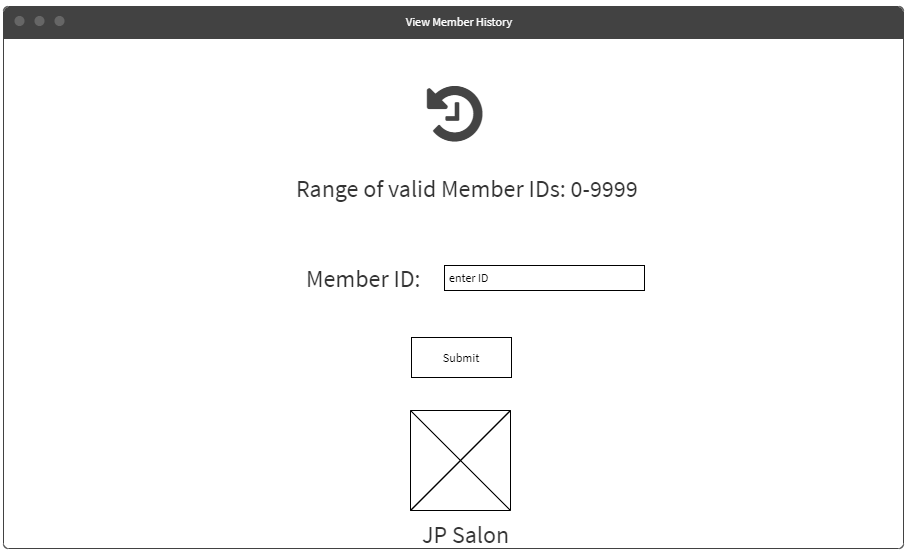 View Member History
Range of valid Member IDs: 0-9999
Member ID: enter ID
Submit
JP Salon